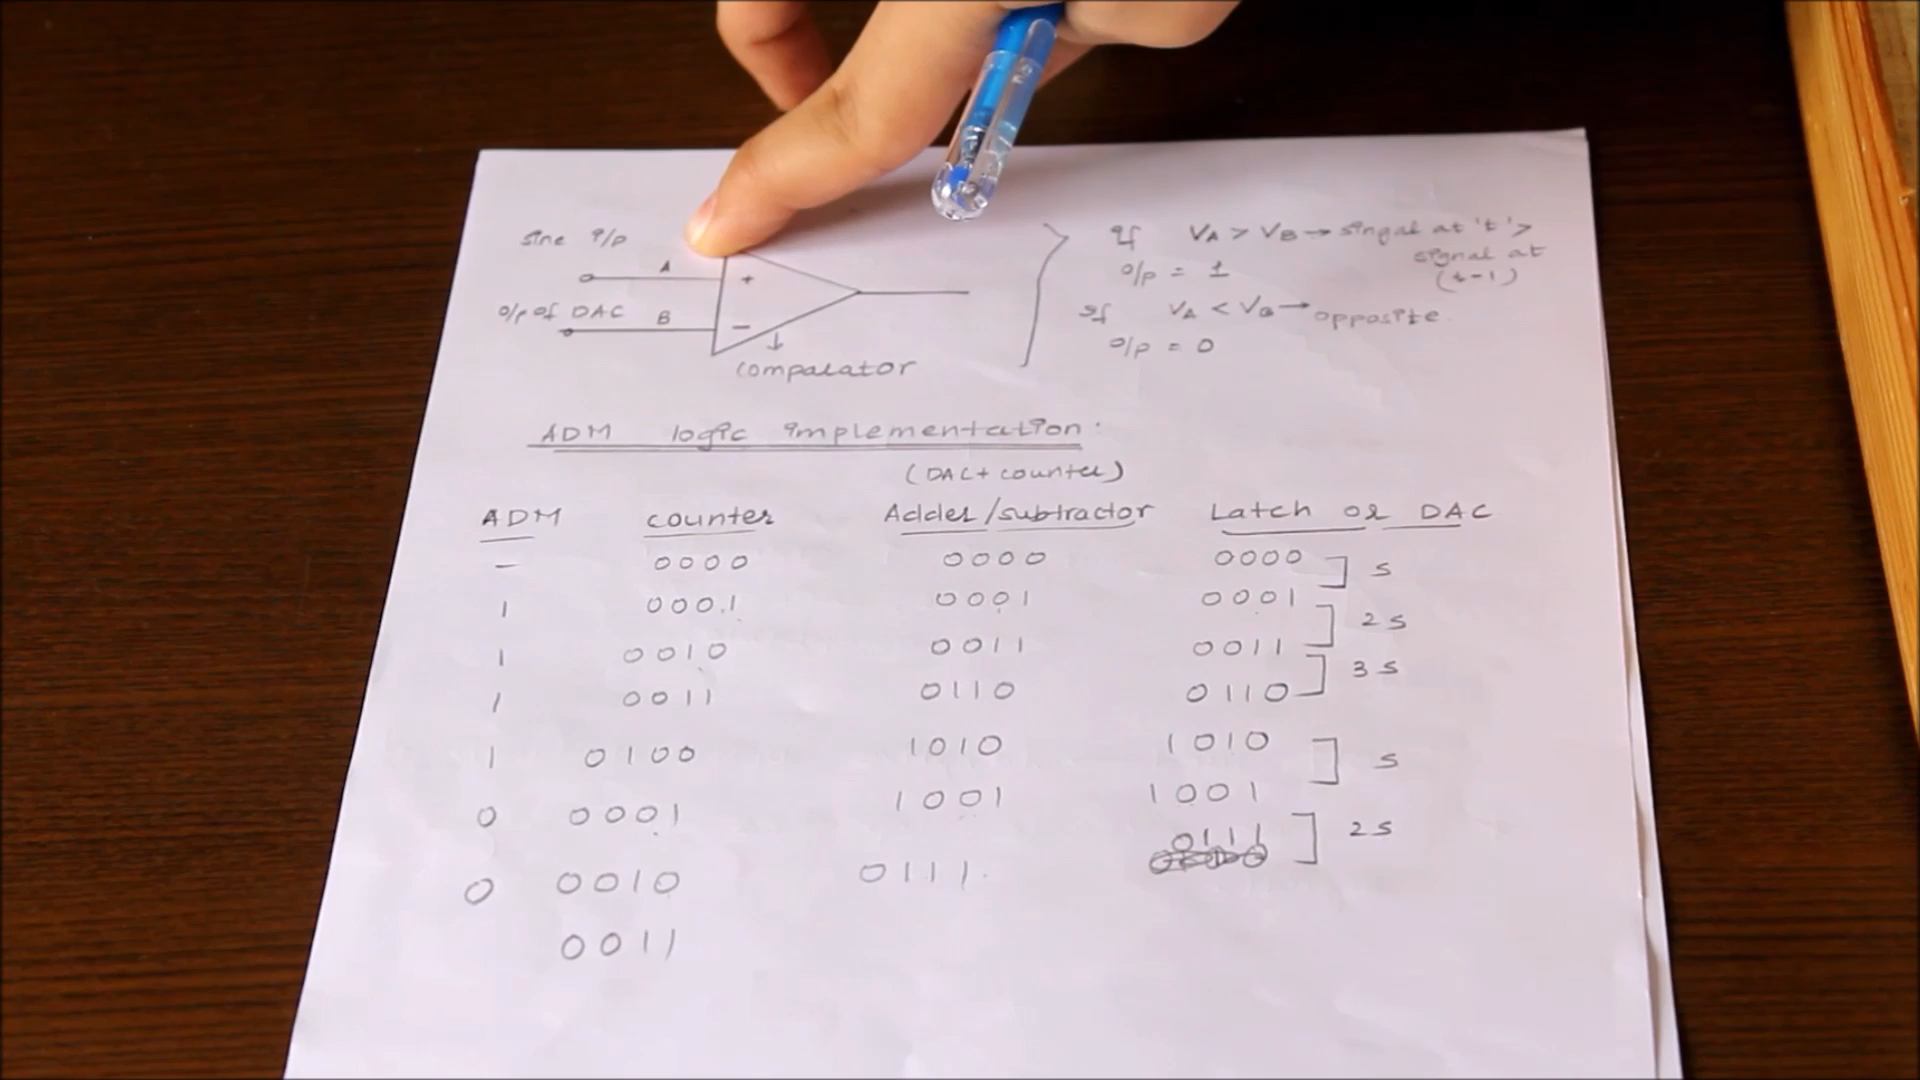 sine i/p
A
+
o/p of DAC B
−
comparator
If VA > VB → singal at 't' >
signal at
(t-1)
o/p = 1
If VA < VB → opposite.
o/p = 0
ADM logic implementation:
(DAC + counter)
ADM counter Adder/subtractor Latch or DAC
— 0000 0000 0000 ] s
1 0001 0001 0001 ] 2s
1 0010 0011 0011 ] 3s
1 0011 0110 0110
1 0100 1010 1010 ] s
0 0001 1001 1001
0 0010 0111. 0111 ] 2s
0011